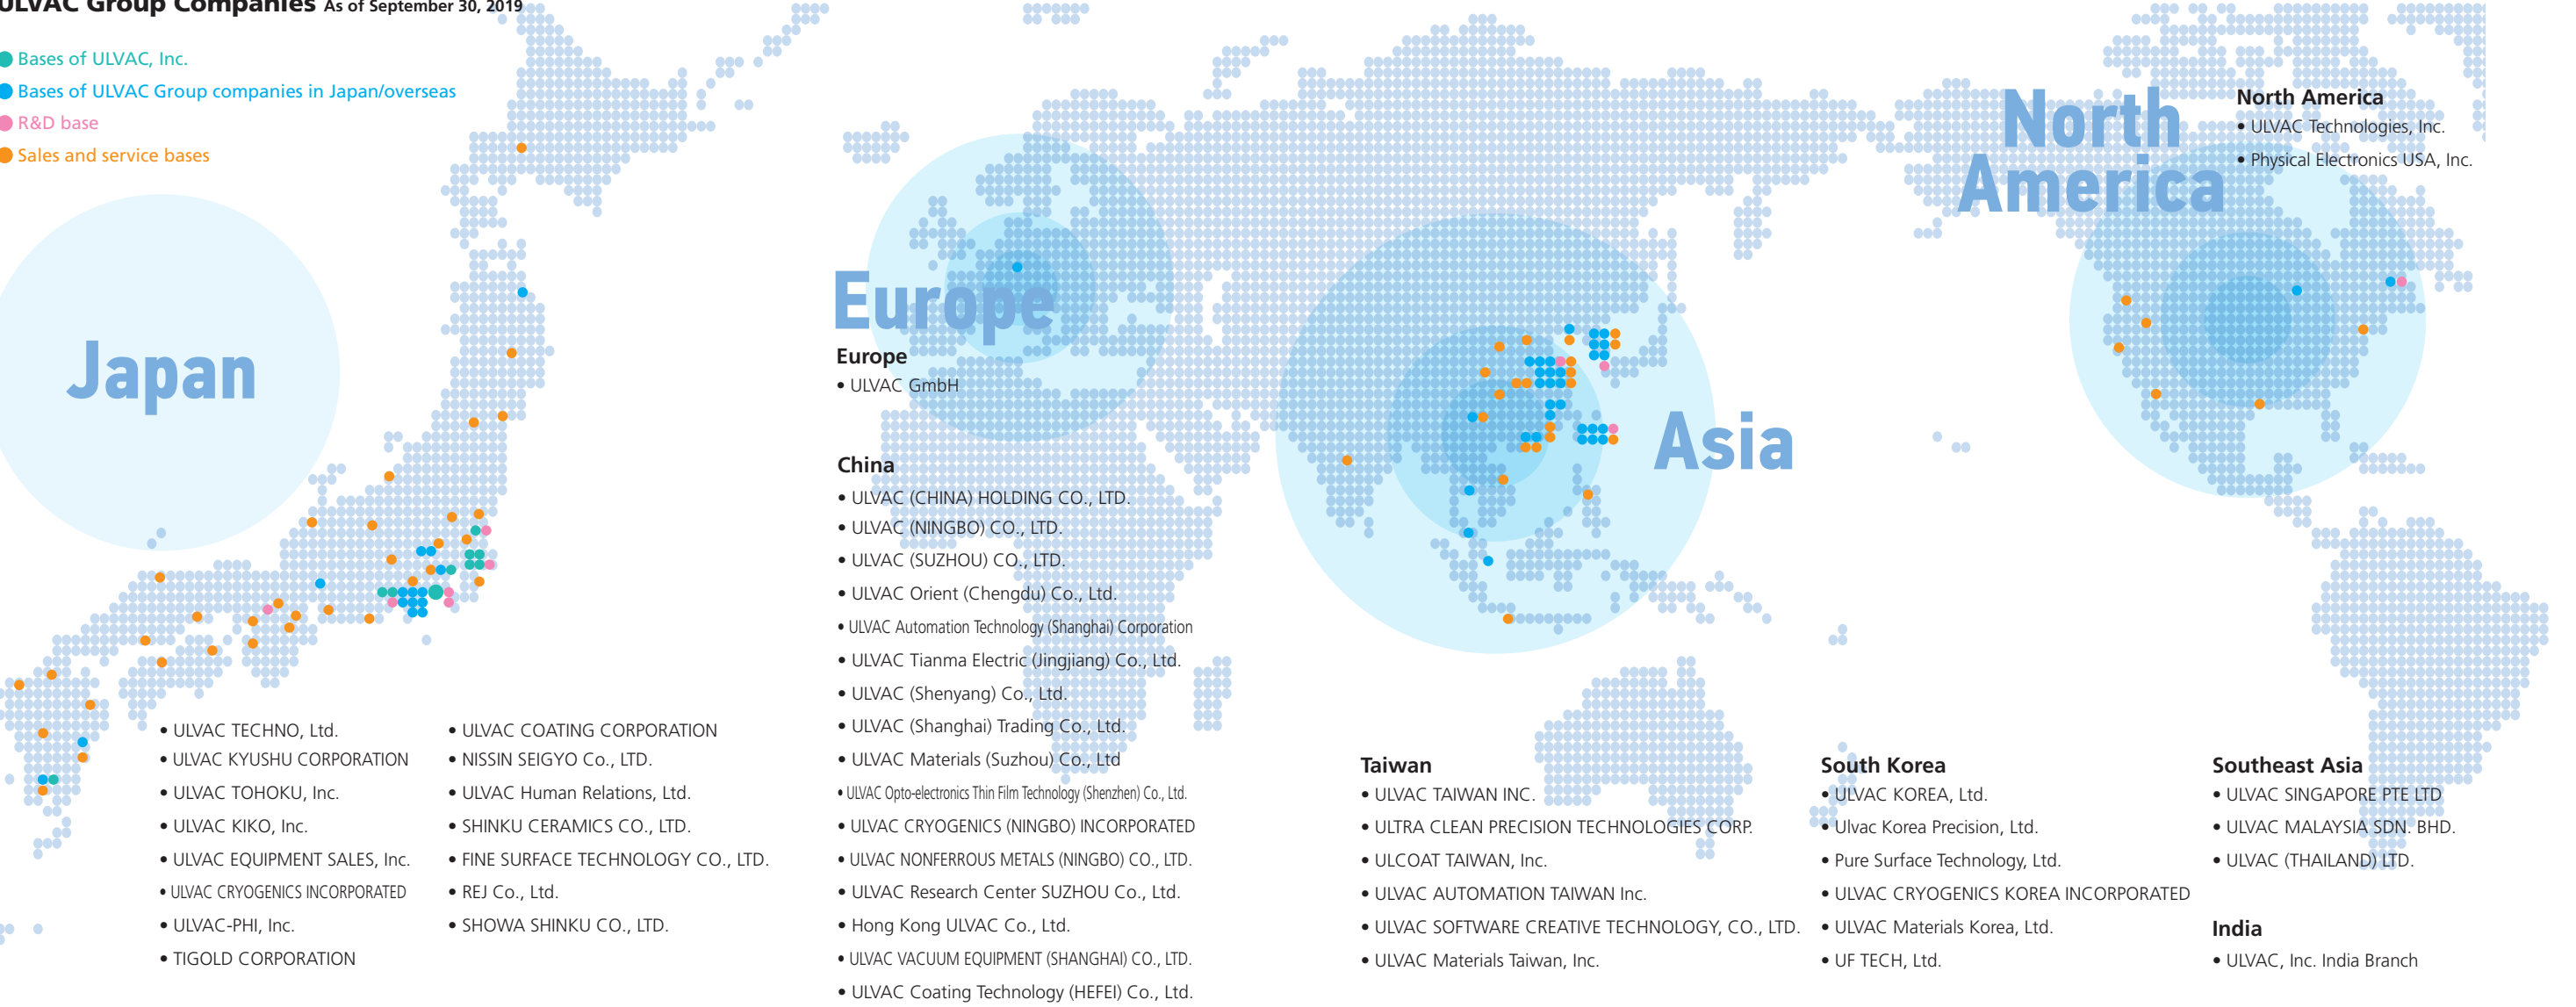 ULVAC Group Companies As of September 30, 2019
Bases of ULVAC, Inc.
Bases of ULVAC Group companies in Japan/overseas
R&D base
Sales and service bases
Japan
• ULVAC TECHNO, Ltd.
• ULVAC KYUSHU CORPORATION
• ULVAC TOHOKU, Inc.
• ULVAC KIKO, Inc.
• ULVAC EQUIPMENT SALES, Inc.
• ULVAC CRYOGENICS INCORPORATED
• ULVAC-PHI, Inc.
• TIGOLD CORPORATION
• ULVAC COATING CORPORATION
• NISSIN SEIGYO Co., LTD.
• ULVAC Human Relations, Ltd.
• SHINKU CERAMICS CO., LTD.
• FINE SURFACE TECHNOLOGY CO., LTD.
• REJ Co., Ltd.
• SHOWA SHINKU CO., LTD.
Europe
Europe
• ULVAC GmbH
China
• ULVAC (CHINA) HOLDING CO., LTD.
• ULVAC (NINGBO) CO., LTD.
• ULVAC (SUZHOU) CO., LTD.
• ULVAC Orient (Chengdu) Co., Ltd.
• ULVAC Automation Technology (Shanghai) Corporation
• ULVAC Tianma Electric (Jingjiang) Co., Ltd.
• ULVAC (Shenyang) Co., Ltd.
• ULVAC (Shanghai) Trading Co., Ltd.
• ULVAC Materials (Suzhou) Co., Ltd
• ULVAC Opto-electronics Thin Film Technology (Shenzhen) Co., Ltd.
• ULVAC CRYOGENICS (NINGBO) INCORPORATED
• ULVAC NONFERROUS METALS (NINGBO) CO., LTD.
• ULVAC Research Center SUZHOU Co., Ltd.
• Hong Kong ULVAC Co., Ltd.
• ULVAC VACUUM EQUIPMENT (SHANGHAI) CO., LTD.
• ULVAC Coating Technology (HEFEI) Co., Ltd.
Asia
Taiwan
• ULVAC TAIWAN INC.
• ULTRA CLEAN PRECISION TECHNOLOGIES CORP.
• ULCOAT TAIWAN, Inc.
• ULVAC AUTOMATION TAIWAN Inc.
• ULVAC SOFTWARE CREATIVE TECHNOLOGY, CO., LTD.
• ULVAC Materials Taiwan, Inc.
South Korea
• ULVAC KOREA, Ltd.
• Ulvac Korea Precision, Ltd.
• Pure Surface Technology, Ltd.
• ULVAC CRYOGENICS KOREA INCORPORATED
• ULVAC Materials Korea, Ltd.
• UF TECH, Ltd.
North
America
North America
• ULVAC Technologies, Inc.
• Physical Electronics USA, Inc.
Southeast Asia
• ULVAC SINGAPORE PTE LTD
• ULVAC MALAYSIA SDN. BHD.
• ULVAC (THAILAND) LTD.
India
• ULVAC, Inc. India Branch